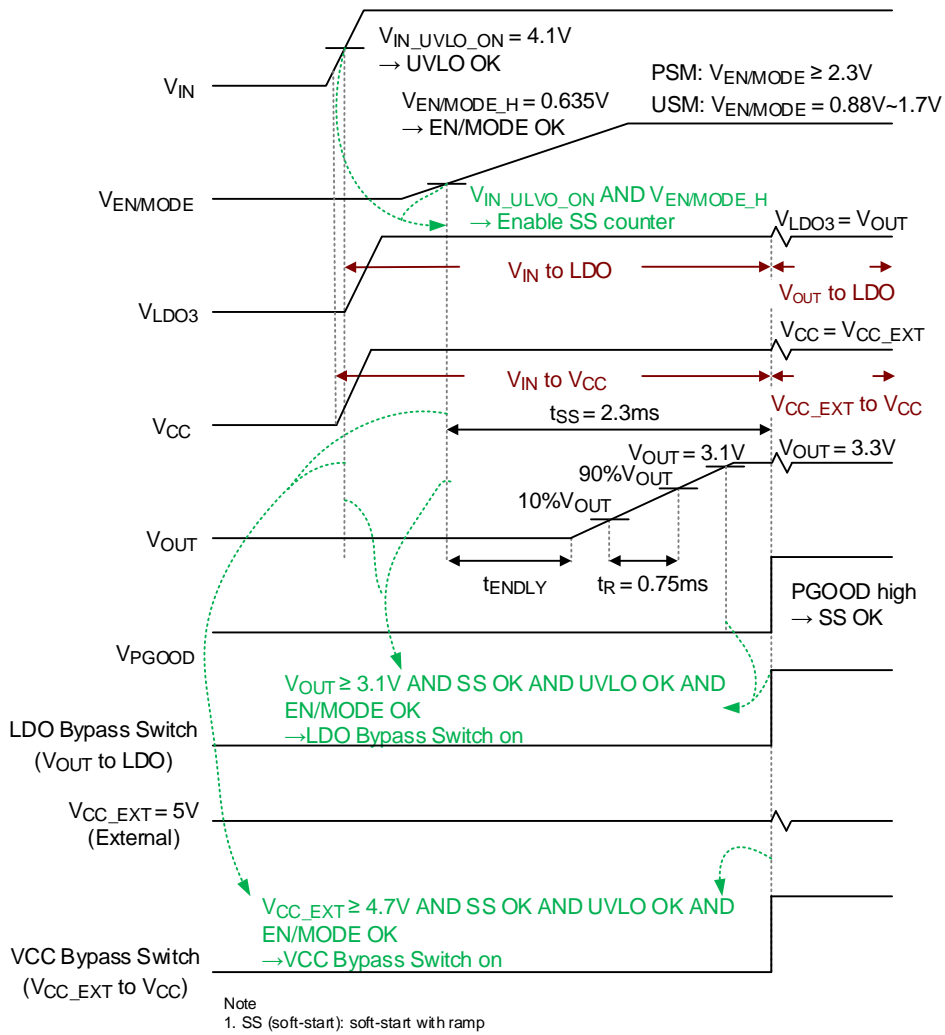 V_IN_UVLO_ON = 4.1V
→ UVLO OK
V_IN
PSM: V_EN/MODE ≥ 2.3V
USM: V_EN/MODE = 0.88V~1.7V
V_EN/MODE_H = 0.635V
→ EN/MODE OK
V_EN/MODE
V_IN_ULVO_ON AND V_EN/MODE_H
→ Enable SS counter
V_LDO3 = V_OUT
V_IN to LDO
V_OUT to LDO
V_LDO3
V_CC = V_CC_EXT
V_IN to V_CC
V_CC_EXT to V_CC
V_CC
t_SS = 2.3ms
V_OUT = 3.1V
V_OUT = 3.3V
90%V_OUT
10%V_OUT
V_OUT
t_ENDLY
t_R = 0.75ms
PGOOD high
→ SS OK
V_PGOOD
V_OUT ≥ 3.1V AND SS OK AND UVLO OK AND
EN/MODE OK
→LDO Bypass Switch on
LDO Bypass Switch
(V_OUT to LDO)
V_CC_EXT = 5V
(External)
V_CC_EXT ≥ 4.7V AND SS OK AND UVLO OK AND
EN/MODE OK
→VCC Bypass Switch on
VCC Bypass Switch
(V_CC_EXT to V_CC)
Note
1. SS (soft-start): soft-start with ramp